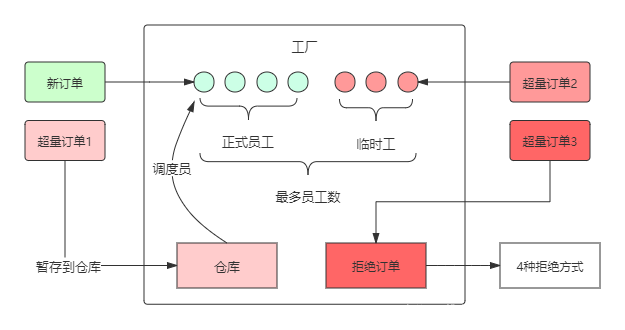 工厂
新订单
超量订单2
超量订单1
超量订单3
正式员工
临时工
调度员
最多员工数
暂存到仓库
仓库
拒绝订单
4种拒绝方式